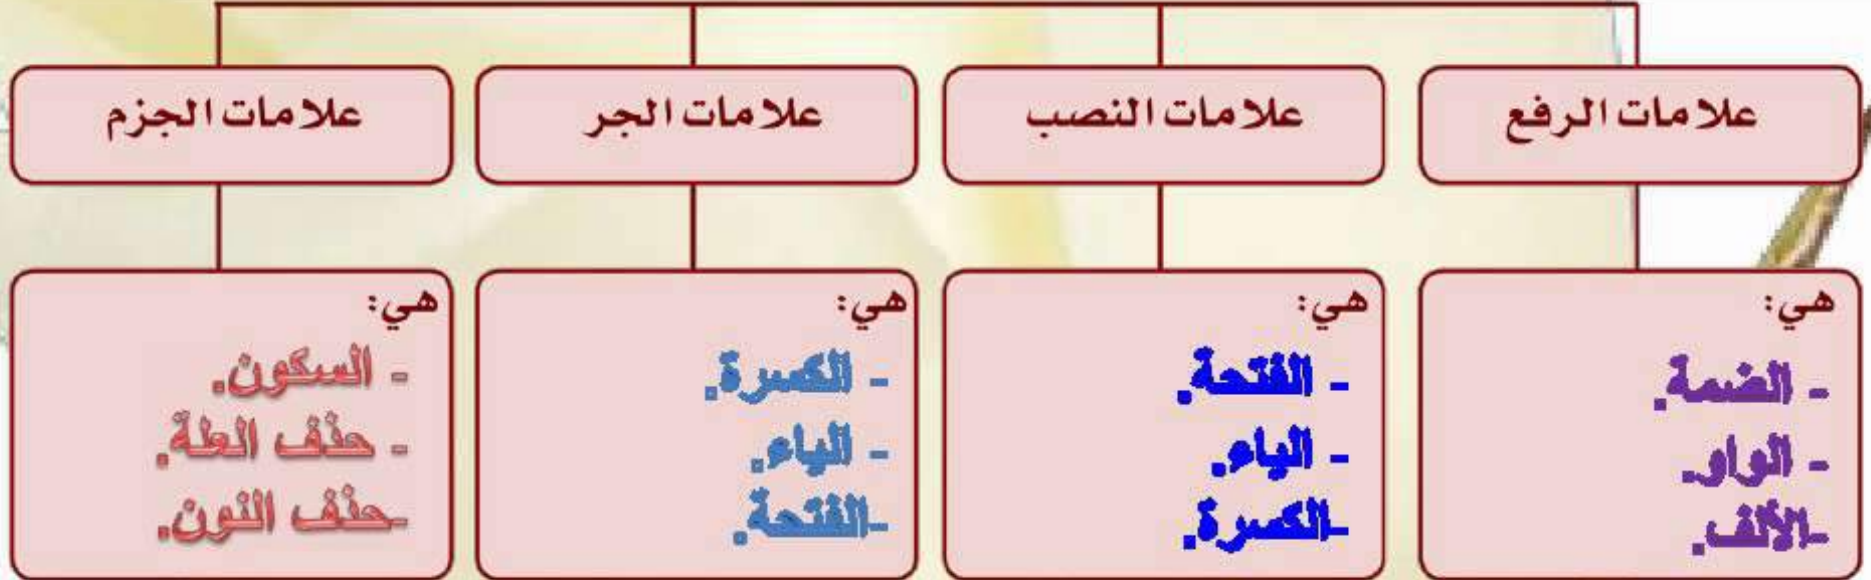 علامات الرفع
علامات النصب
علامات الجر
علامات الجزم
هي:
- الضمة.
- الواو.
-الألف.
هي:
- الفتحة.
- الياء.
-الكسرة.
هي:
- الكسرة.
- الياء.
-الفتحة.
هي:
- السكون.
- حذف العلة.
-حذف النون.